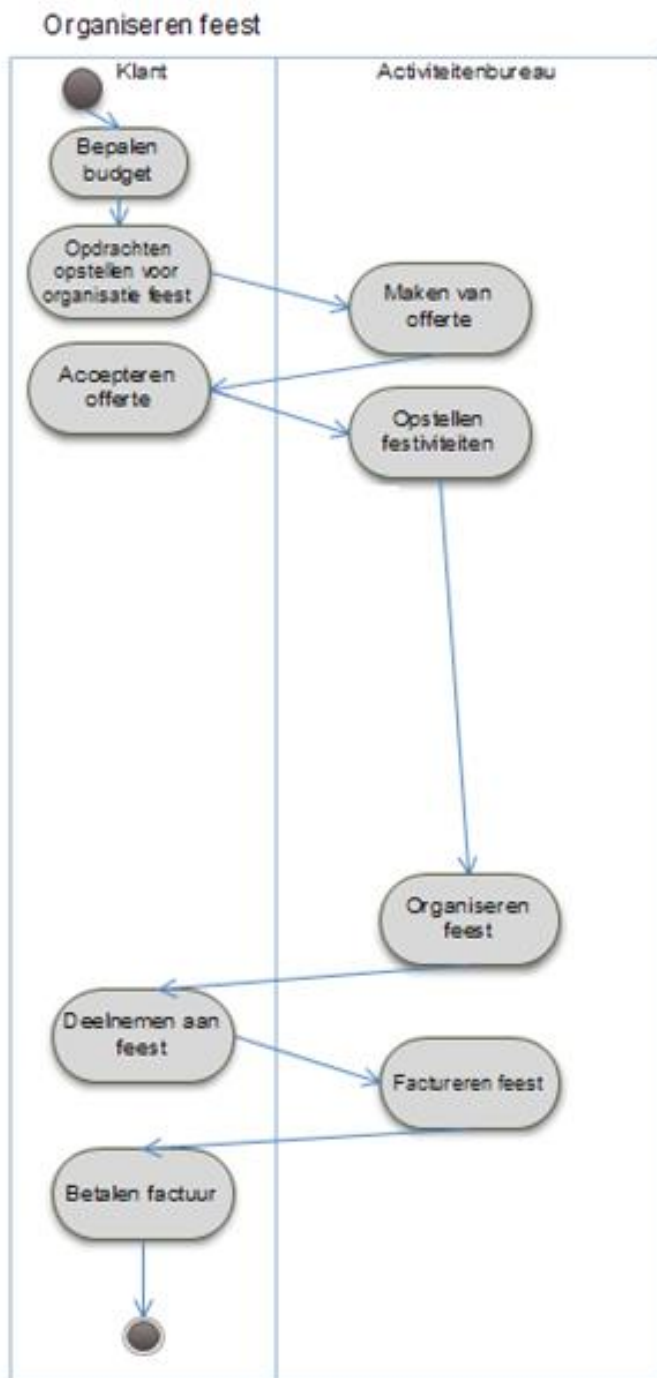 Organiseren feest
Klant
Activiteitenbureau
Bepalen
budget
Opdrachten
opstellen voor
organisatie feest
Maken van
offerte
Accepteren
offerte
Opstellen
festiviteiten
Organiseren
feest
Deelnemen aan
feest
Factureren feest
Betalen factuur